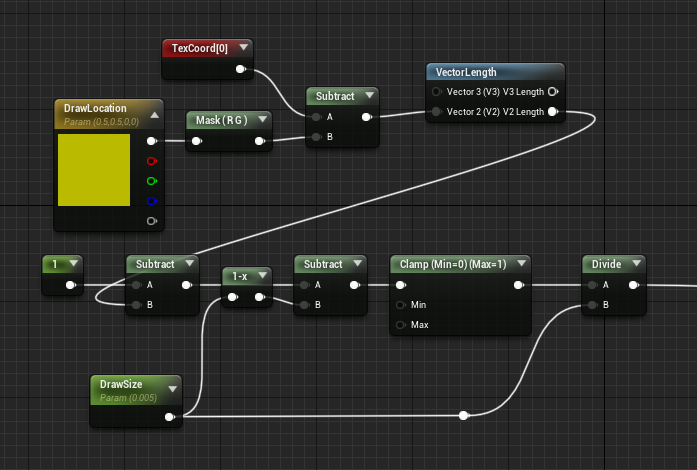 TexCoord[0]
VectorLength
Vector 3 (V3) V3 Length
Vector 2 (V2) V2 Length
Subtract
A
B
DrawLocation
Param (0.5,0.5,0,0)
Mask ( R G )
1
Subtract
A
B
1-x
Subtract
A
B
Clamp (Min=0) (Max=1)
Min
Max
Divide
A
B
DrawSize
Param (0.005)